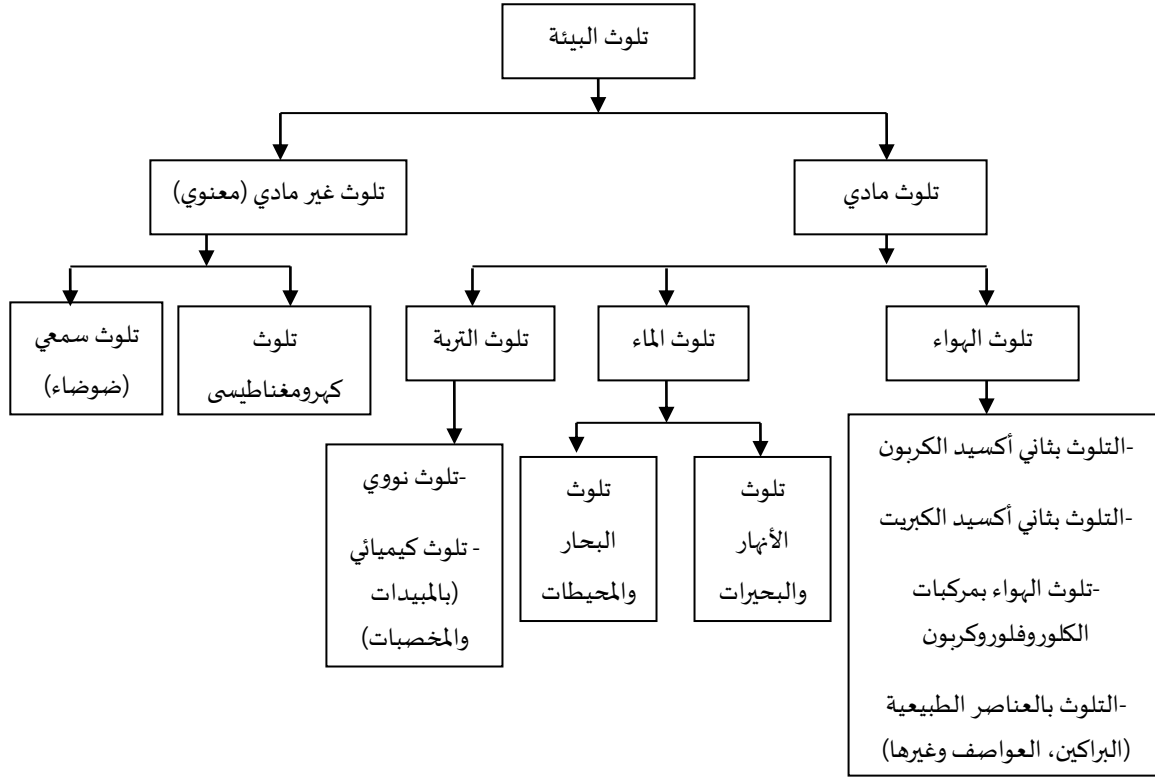 تلوث البيئة
تلوث مادي
تلوث غير مادي (معنوي)
تلوث الهواء
تلوث الماء
تلوث التربة
تلوث
كهرومغناطيسى
تلوث سمعي
(ضوضاء)
-التلوث بثاني أكسيد الكربون
-التلوث بثاني أكسيد الكبريت
-تلوث الهواء بمركبات
الكلوروفلوروكربون
-التلوث بالعناصر الطبيعية
(البراكين، العواصف وغيرها)
تلوث
الأنهار
والبحيرات
تلوث
البحار
والمحيطات
-تلوث نووي
- تلوث كيميائي
(بالمبيدات
والمخصبات)